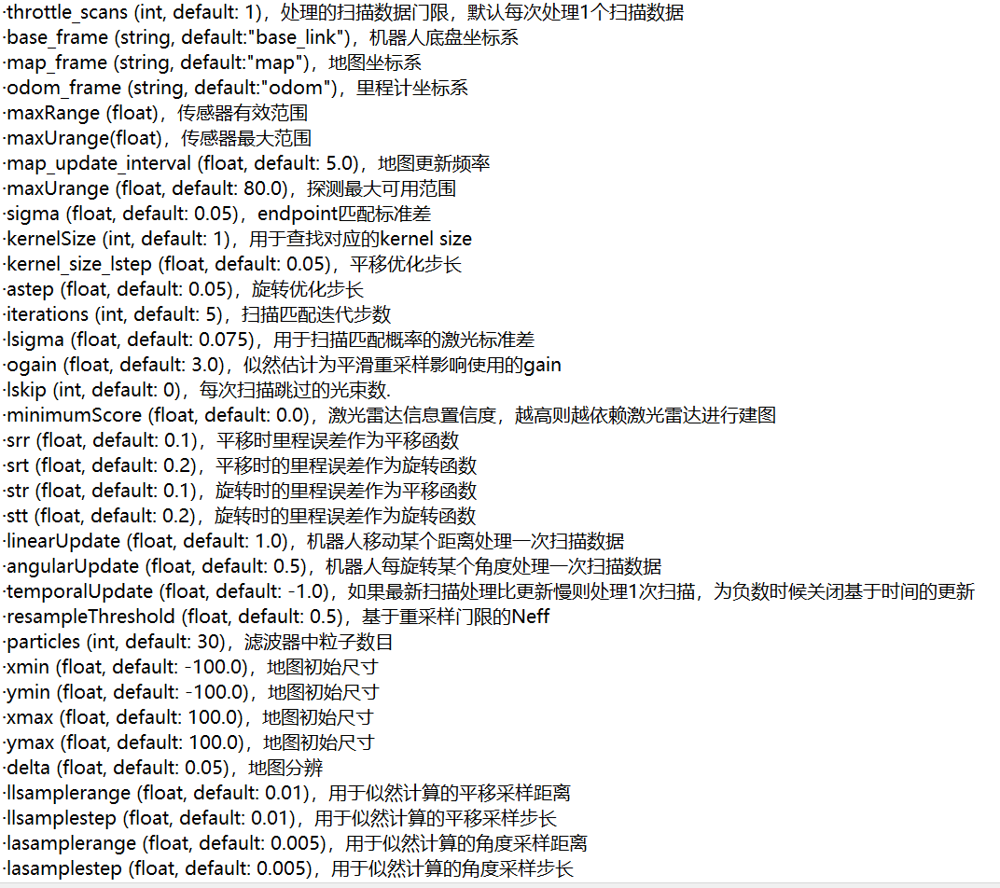 ·throttle_scans (int, default: 1)，处理的扫描数据门限，默认每次处理1个扫描数据
·base_frame (string, default:"base_link")，机器人底盘坐标系
·map_frame (string, default:"map")，地图坐标系
·odom_frame (string, default:"odom")，里程计坐标系
·maxRange (float)，传感器有效范围
·maxUrange(float)，传感器最大范围
·map_update_interval (float, default: 5.0)，地图更新频率
·maxUrange (float, default: 80.0)，探测最大可用范围
·sigma (float, default: 0.05)，endpoint匹配标准差
·kernelSize (int, default: 1)，用于查找对应的kernel size
·kernel_size_lstep (float, default: 0.05)，平移优化步长
·astep (float, default: 0.05)，旋转优化步长
·iterations (int, default: 5)，扫描匹配迭代步数
·lsigma (float, default: 0.075)，用于扫描匹配概率的激光标准差
·ogain (float, default: 3.0)，似然估计为平滑重采样影响使用的gain
·lskip (int, default: 0)，每次扫描跳过的光束数.
·minimumScore (float, default: 0.0)，激光雷达信息置信度，越高则越依赖激光雷达进行建图
·srr (float, default: 0.1)，平移时里程误差作为平移函数
·srt (float, default: 0.2)，平移时的里程误差作为旋转函数
·str (float, default: 0.1)，旋转时的里程误差作为平移函数
·stt (float, default: 0.2)，旋转时的里程误差作为旋转函数
·linearUpdate (float, default: 1.0)，机器人移动某个距离处理一次扫描数据
·angularUpdate (float, default: 0.5)，机器人每旋转某个角度处理一次扫描数据
·temporalUpdate (float, default: -1.0)，如果最新扫描处理比更新慢则处理1次扫描，为负数时候关闭基于时间的更新
·resampleThreshold (float, default: 0.5)，基于重采样门限的Neff
·particles (int, default: 30)，滤波器中粒子数目
·xmin (float, default: -100.0)，地图初始尺寸
·ymin (float, default: -100.0)，地图初始尺寸
·xmax (float, default: 100.0)，地图初始尺寸
·ymax (float, default: 100.0)，地图初始尺寸
·delta (float, default: 0.05)，地图分辨
·llsamplerange (float, default: 0.01)，用于似然计算的平移采样距离
·llsamplestep (float, default: 0.01)，用于似然计算的平移采样步长
·lasamplerange (float, default: 0.005)，用于似然计算的角度采样距离
·lasamplestep (float, default: 0.005)，用于似然计算的角度采样步长